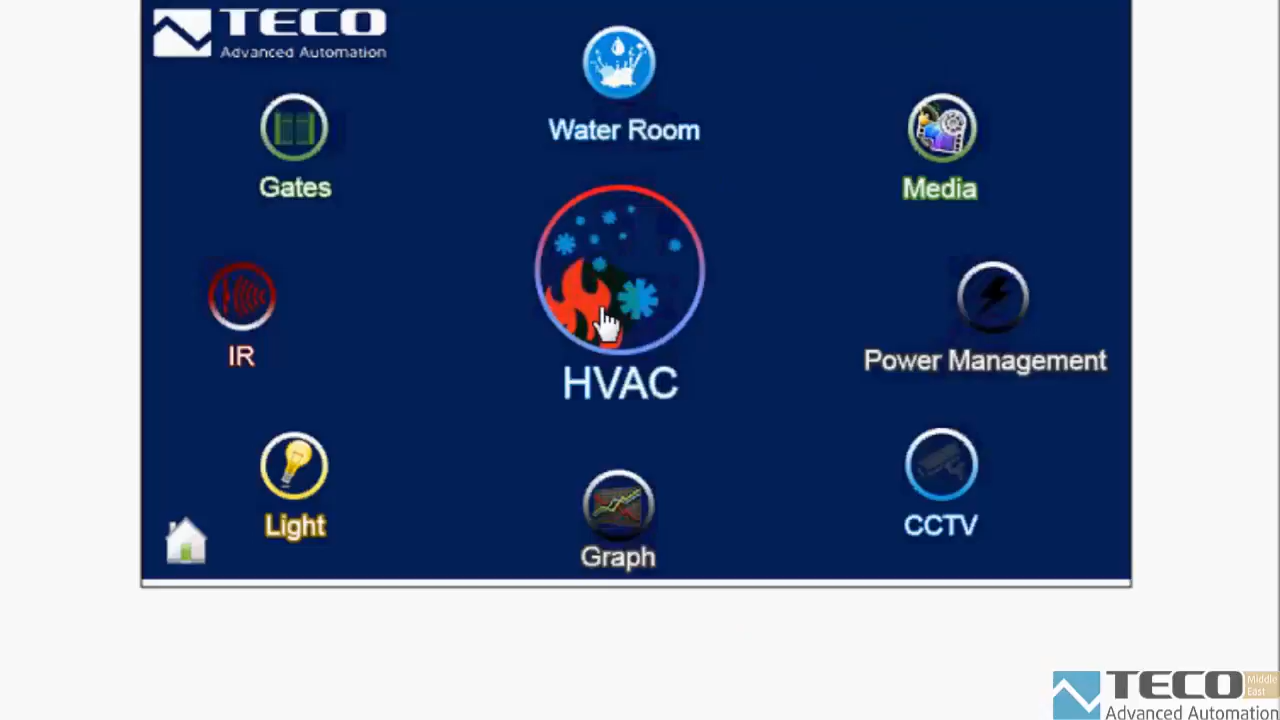 TECO
Advanced Automation
Water Room
Gates
Media
IR
HVAC
Power Management
Light
Graph
CCTV
TECO Middle East
Advanced Automation